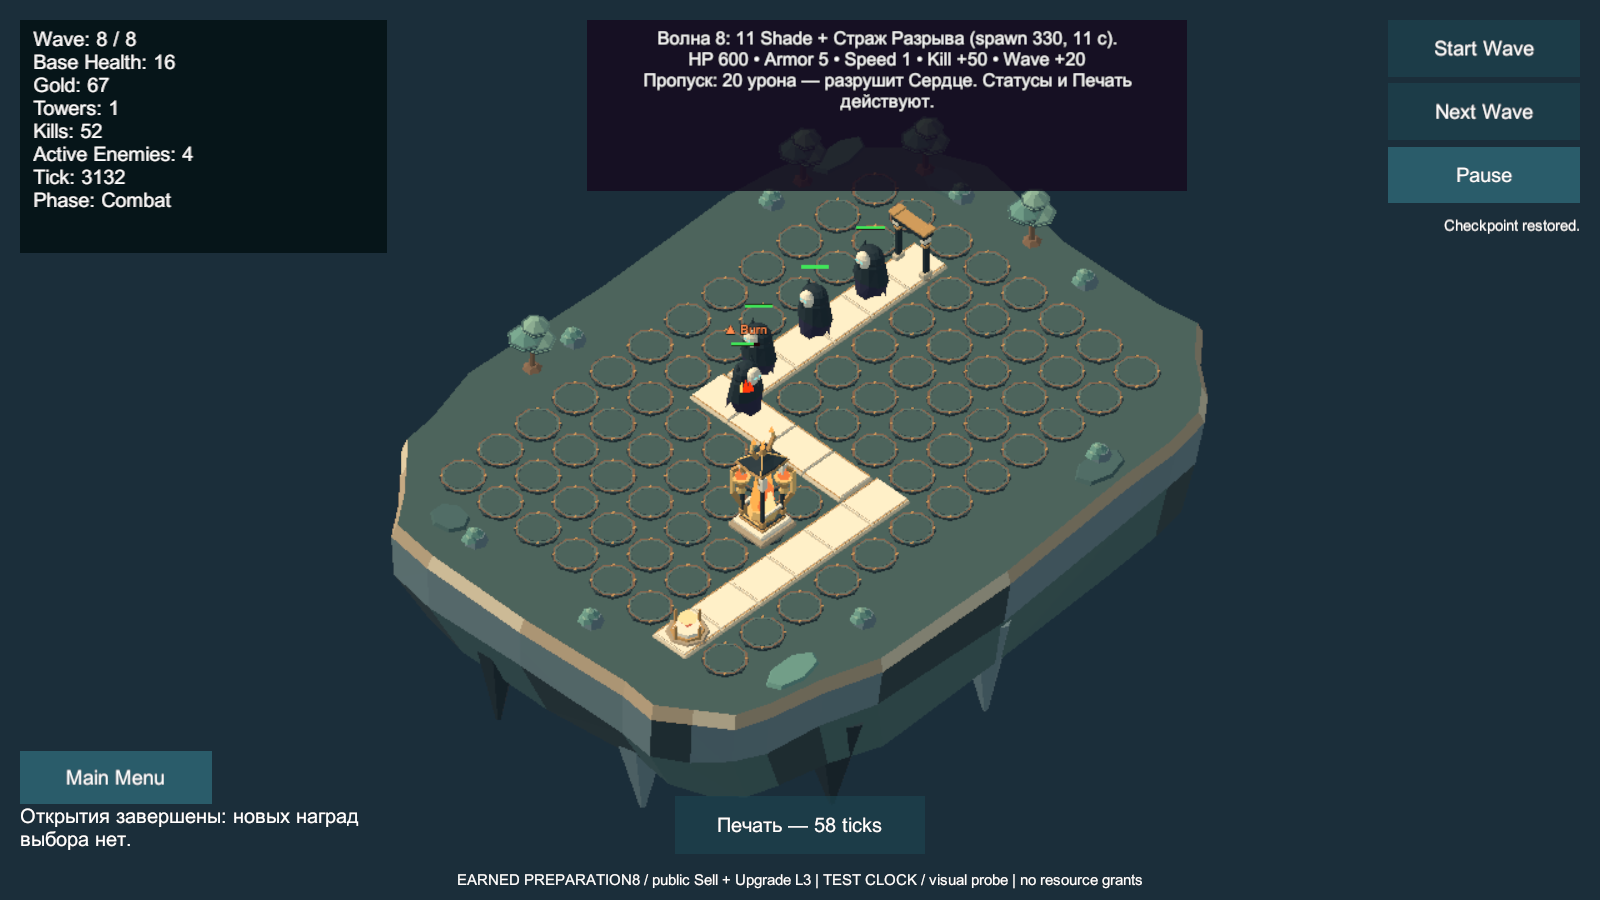 Wave: 8 / 8
Base Health: 16
Gold: 67
Towers: 1
Kills: 52
Active Enemies: 4
Tick: 3132
Phase: Combat
Волна 8: 11 Shade + Страж Разрыва (spawn 330, 11 с).
HP 600 • Armor 5 • Speed 1 • Kill +50 • Wave +20
Пропуск: 20 урона — разрушит Сердце. Статусы и Печать
действуют.
Start Wave
Next Wave
Pause
Checkpoint restored.
▲ Burn
Main Menu
Открытия завершены: новых наград
выбора нет.
Печать — 58 ticks
EARNED PREPARATION8 / public Sell + Upgrade L3 | TEST CLOCK / visual probe | no resource grants